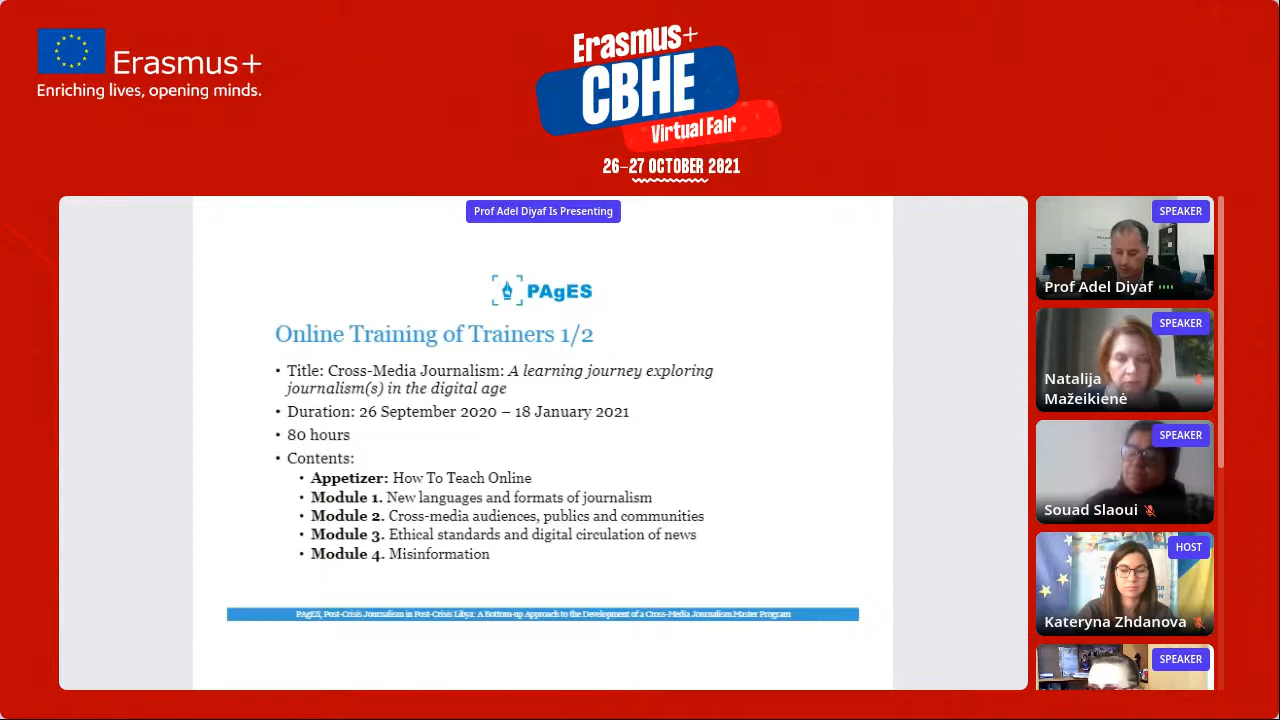 Erasmus+
Enriching lives, opening minds.
Erasmus+
CBHE
Virtual Fair
26–27 OCTOBER 2021
Prof Adel Diyaf Is Presenting
PAgES
Online Training of Trainers 1/2
• Title: Cross-Media Journalism: A learning journey exploring
journalism(s) in the digital age
• Duration: 26 September 2020 – 18 January 2021
• 80 hours
• Contents:
• Appetizer: How To Teach Online
• Module 1. New languages and formats of journalism
• Module 2. Cross-media audiences, publics and communities
• Module 3. Ethical standards and digital circulation of news
• Module 4. Misinformation
PAgES, Post-Crisis Journalism in Post-Crisis Libya: A Bottom-up Approach to the Development of a Cross-Media Journalism Master Program
SPEAKER
Prof Adel Diyaf
SPEAKER
Natalija
Mažeikienė
SPEAKER
Souad Slaoui
HOST
Kateryna Zhdanova
SPEAKER